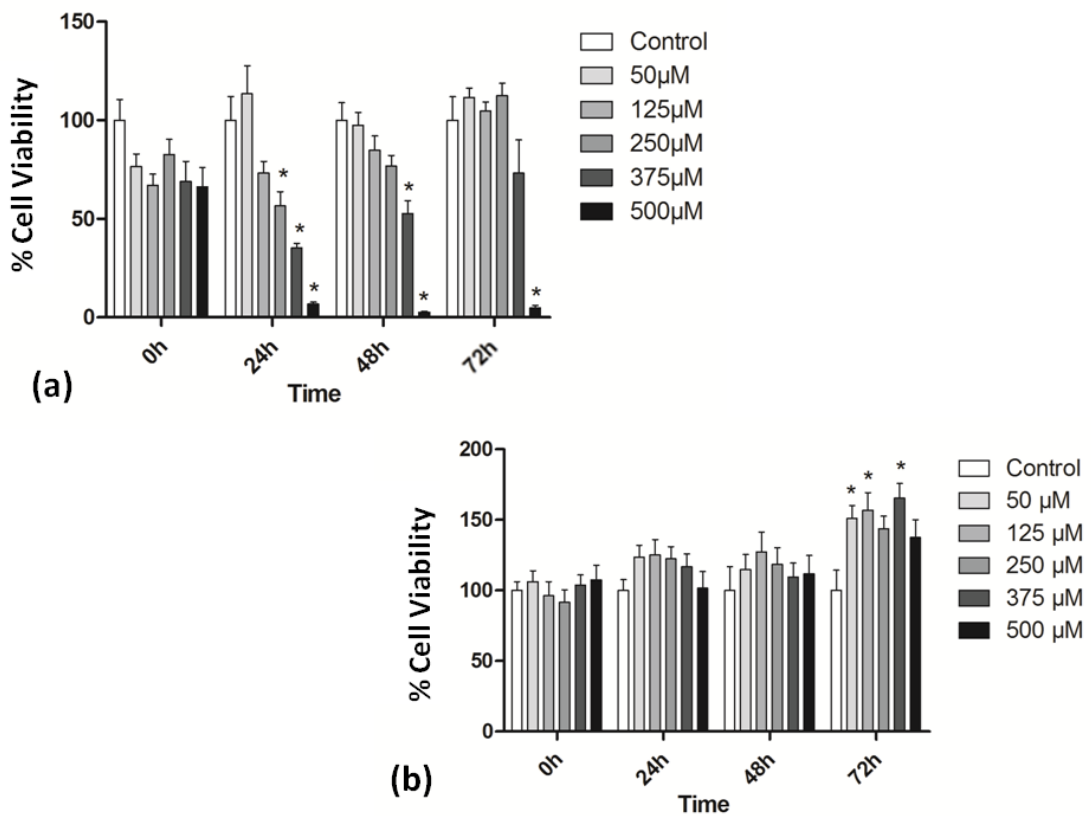 150
100
50
0
% Cell Viability
* * *
* *
*
0h 24h 48h 72h
Time
Control
50µM
125µM
250µM
375µM
500µM
(a)
200
150
100
50
0
% Cell Viability
* * *
0h 24h 48h 72h
Time
Control
50 µM
125 µM
250 µM
375 µM
500 µM
(b)